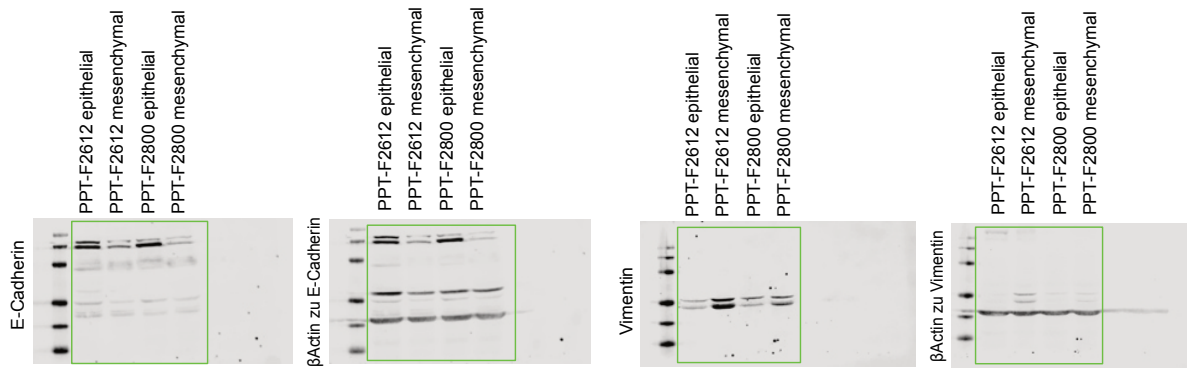 PPT-F2612 epithelial
PPT-F2612 mesenchymal
PPT-F2800 epithelial
PPT-F2800 mesenchymal
E-Cadherin
PPT-F2612 epithelial
PPT-F2612 mesenchymal
PPT-F2800 epithelial
PPT-F2800 mesenchymal
βActin zu E-Cadherin
PPT-F2612 epithelial
PPT-F2612 mesenchymal
PPT-F2800 epithelial
PPT-F2800 mesenchymal
Vimentin
PPT-F2612 epithelial
PPT-F2612 mesenchymal
PPT-F2800 epithelial
PPT-F2800 mesenchymal
βActin zu Vimentin